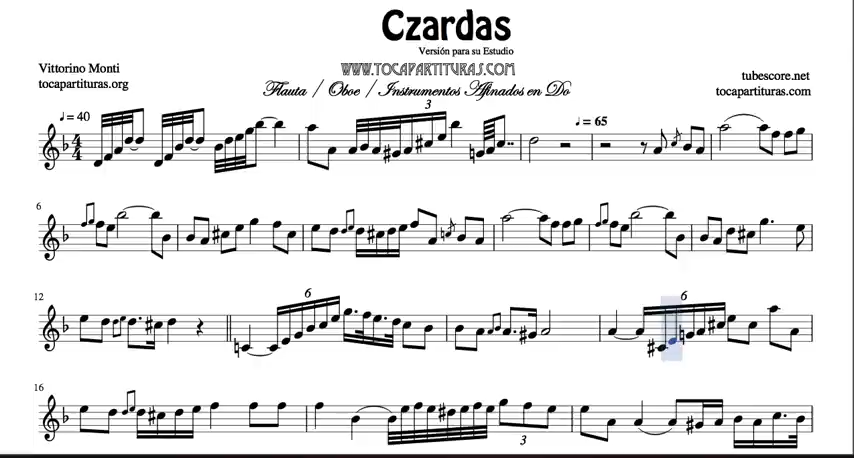 Czardas
Versión para su Estudio
Vittorino Monti
WWW.TOCAPARTITURAS.COM
tubescore.net
tocapartituras.org
Flauta / Oboe / Instrumentos Afinados en Do
tocapartituras.com
♩ = 40
3
♩ = 65
6
12
6
6
16
3
3